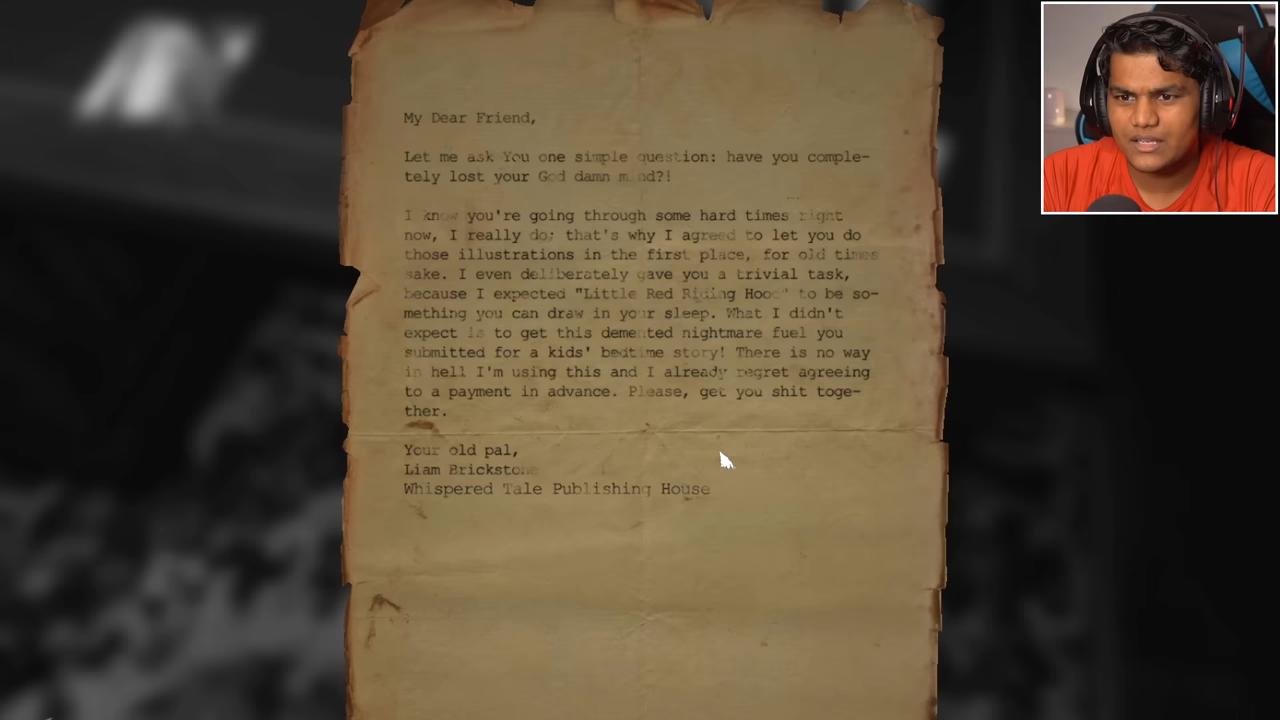 My Dear Friend,
Let me ask You one simple question: have you comple-
tely lost your God damn mind?!
I know you're going through some hard times right
now, I really do; that's why I agreed to let you do
those illustrations in the first place, for old times
sake. I even deliberately gave you a trivial task,
because I expected "Little Red Riding Hood" to be so-
mething you can draw in your sleep. What I didn't
expect is to get this demented nightmare fuel you
submitted for a kids' bedtime story! There is no way
in hell I'm using this and I already regret agreeing
to a payment in advance. Please, get you shit toge-
ther.
Your old pal,
Liam Brickstone
Whispered Tale Publishing House